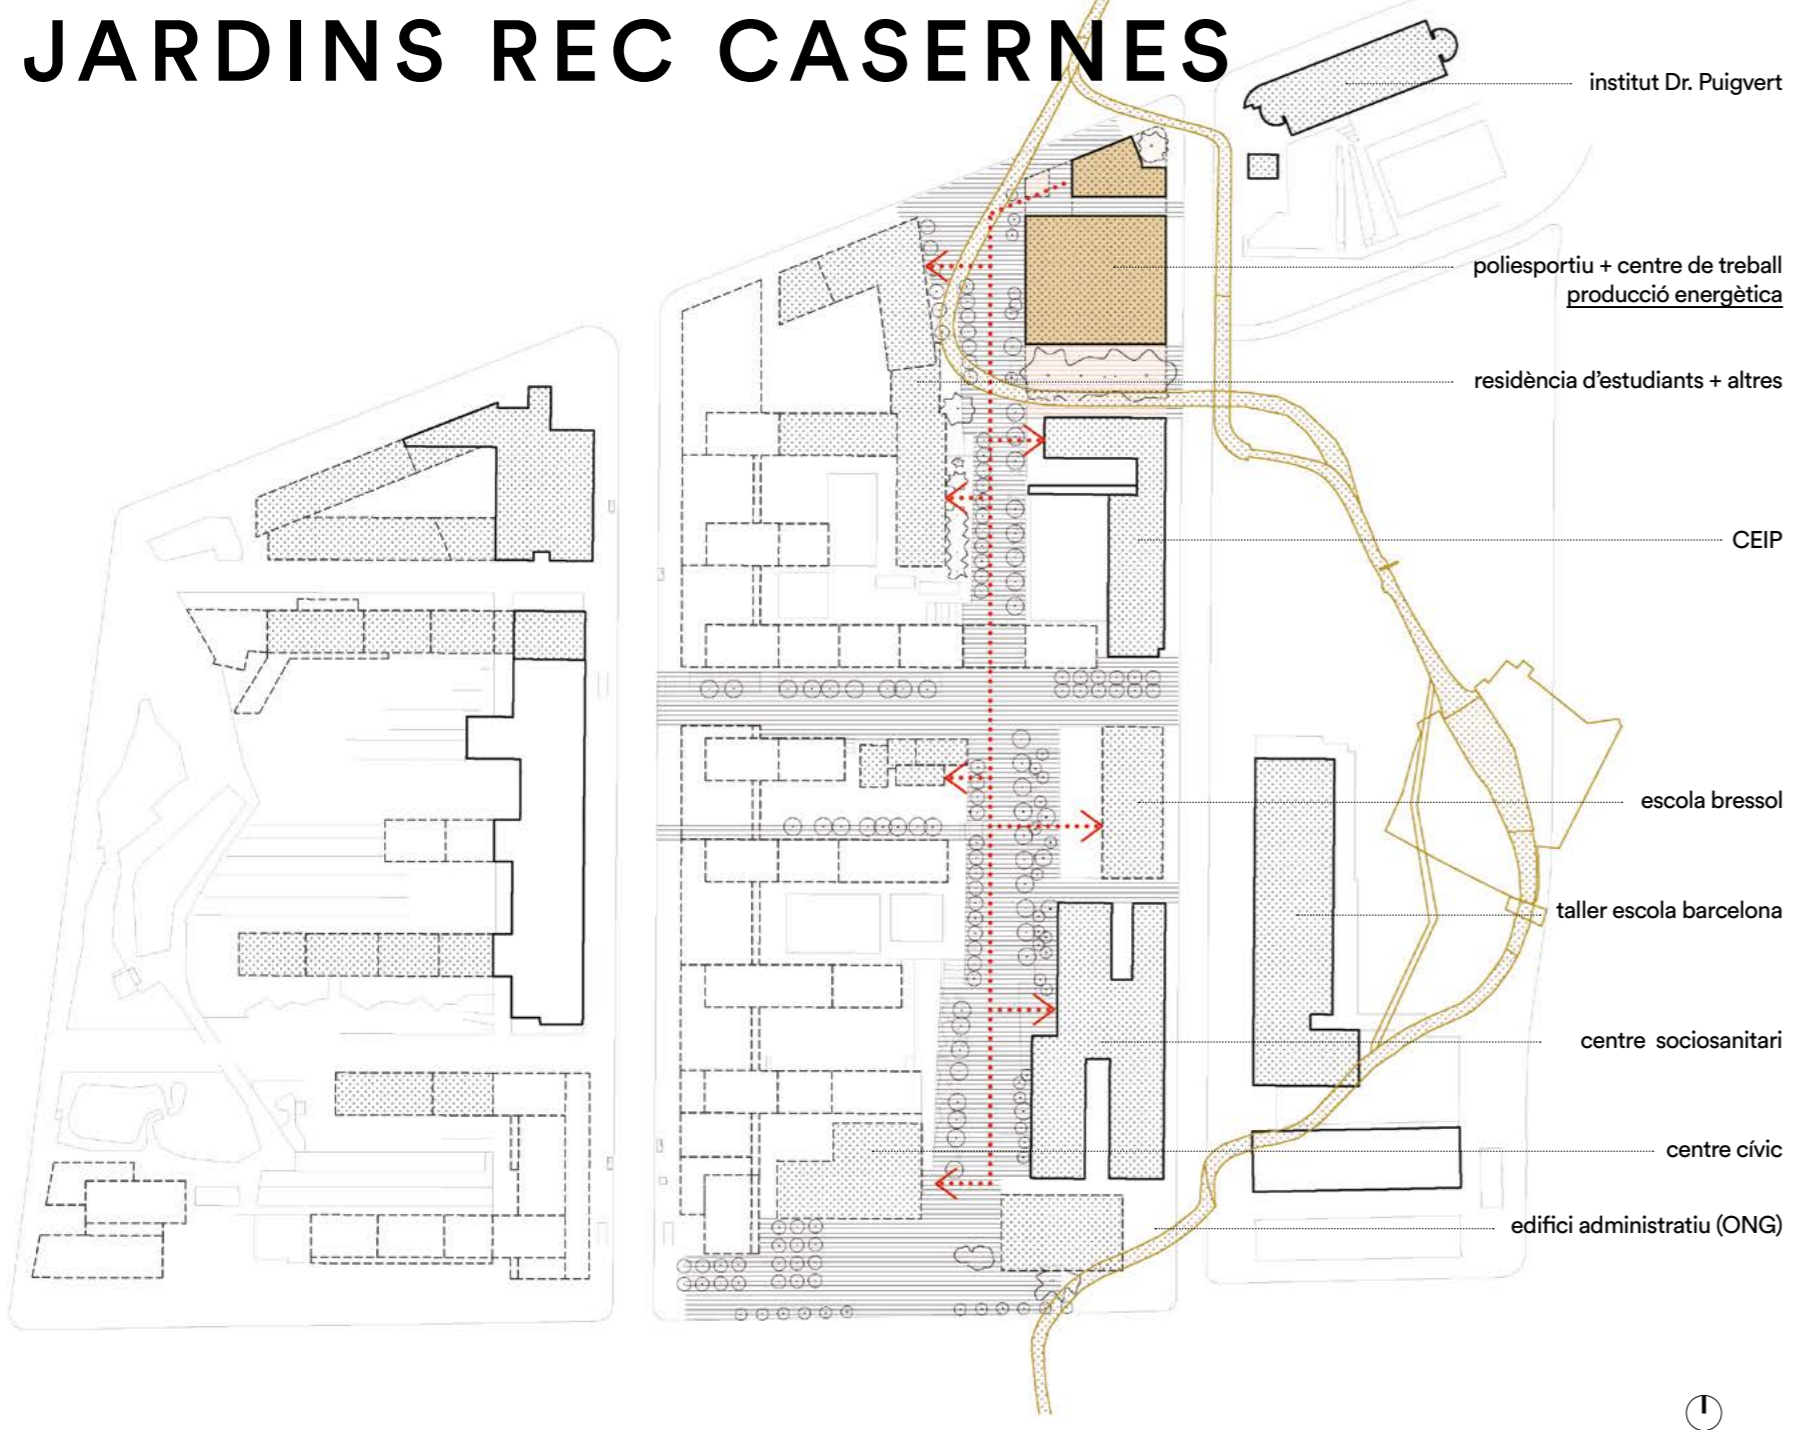 JARDINS REC CASERNES
institut Dr. Puigvert
poliesportiu + centre de treball
producció energètica
residència d'estudiants + altres
CEIP
escola bressol
taller escola barcelona
centre sociosanitari
centre cívic
edifici administratiu (ONG)